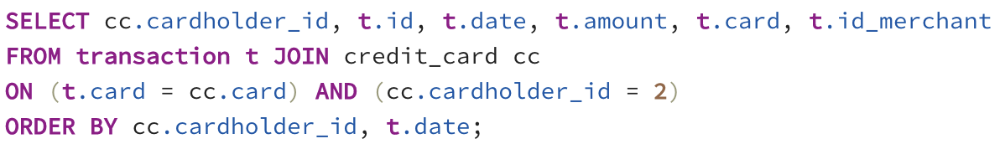 SELECT cc.cardholder_id, t.id, t.date, t.amount, t.card, t.id_merchant
FROM transaction t JOIN credit_card cc
ON (t.card = cc.card) AND (cc.cardholder_id = 2)
ORDER BY cc.cardholder_id, t.date;